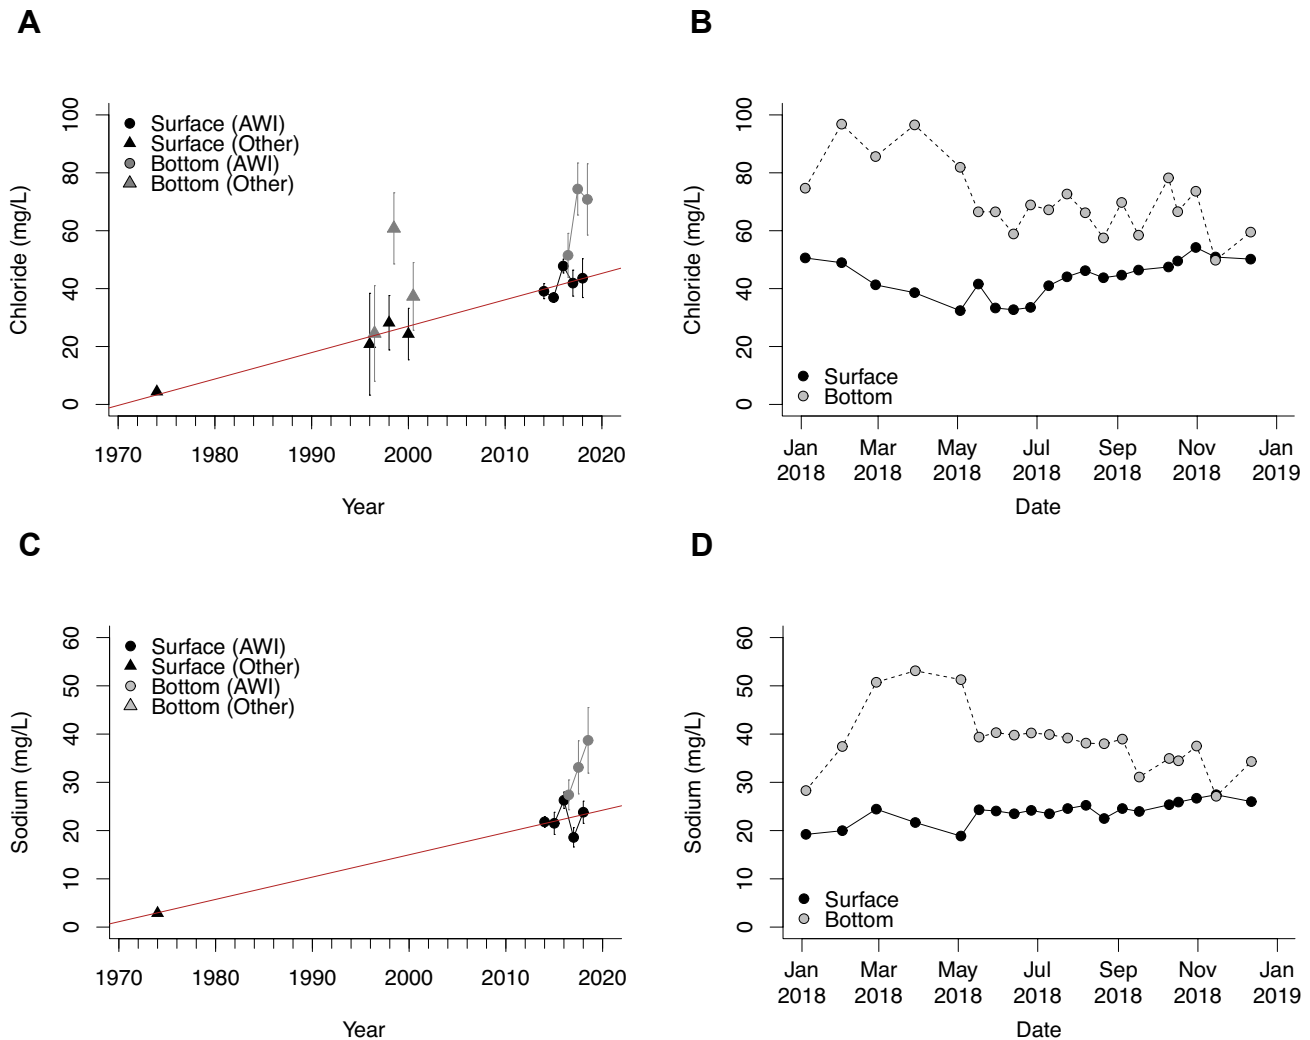 A
Chloride (mg/L)
0
20
40
60
80
100
Surface (AWI)
Surface (Other)
Bottom (AWI)
Bottom (Other)
1970
1980
1990
2000
2010
2020
Year
B
Chloride (mg/L)
0
20
40
60
80
100
Surface
Bottom
Jan
2018
Mar
2018
May
2018
Jul
2018
Sep
2018
Nov
2018
Jan
2019
Date
C
Sodium (mg/L)
0
10
20
30
40
50
60
Surface (AWI)
Surface (Other)
Bottom (AWI)
Bottom (Other)
1970
1980
1990
2000
2010
2020
Year
D
Sodium (mg/L)
0
10
20
30
40
50
60
Surface
Bottom
Jan
2018
Mar
2018
May
2018
Jul
2018
Sep
2018
Nov
2018
Jan
2019
Date